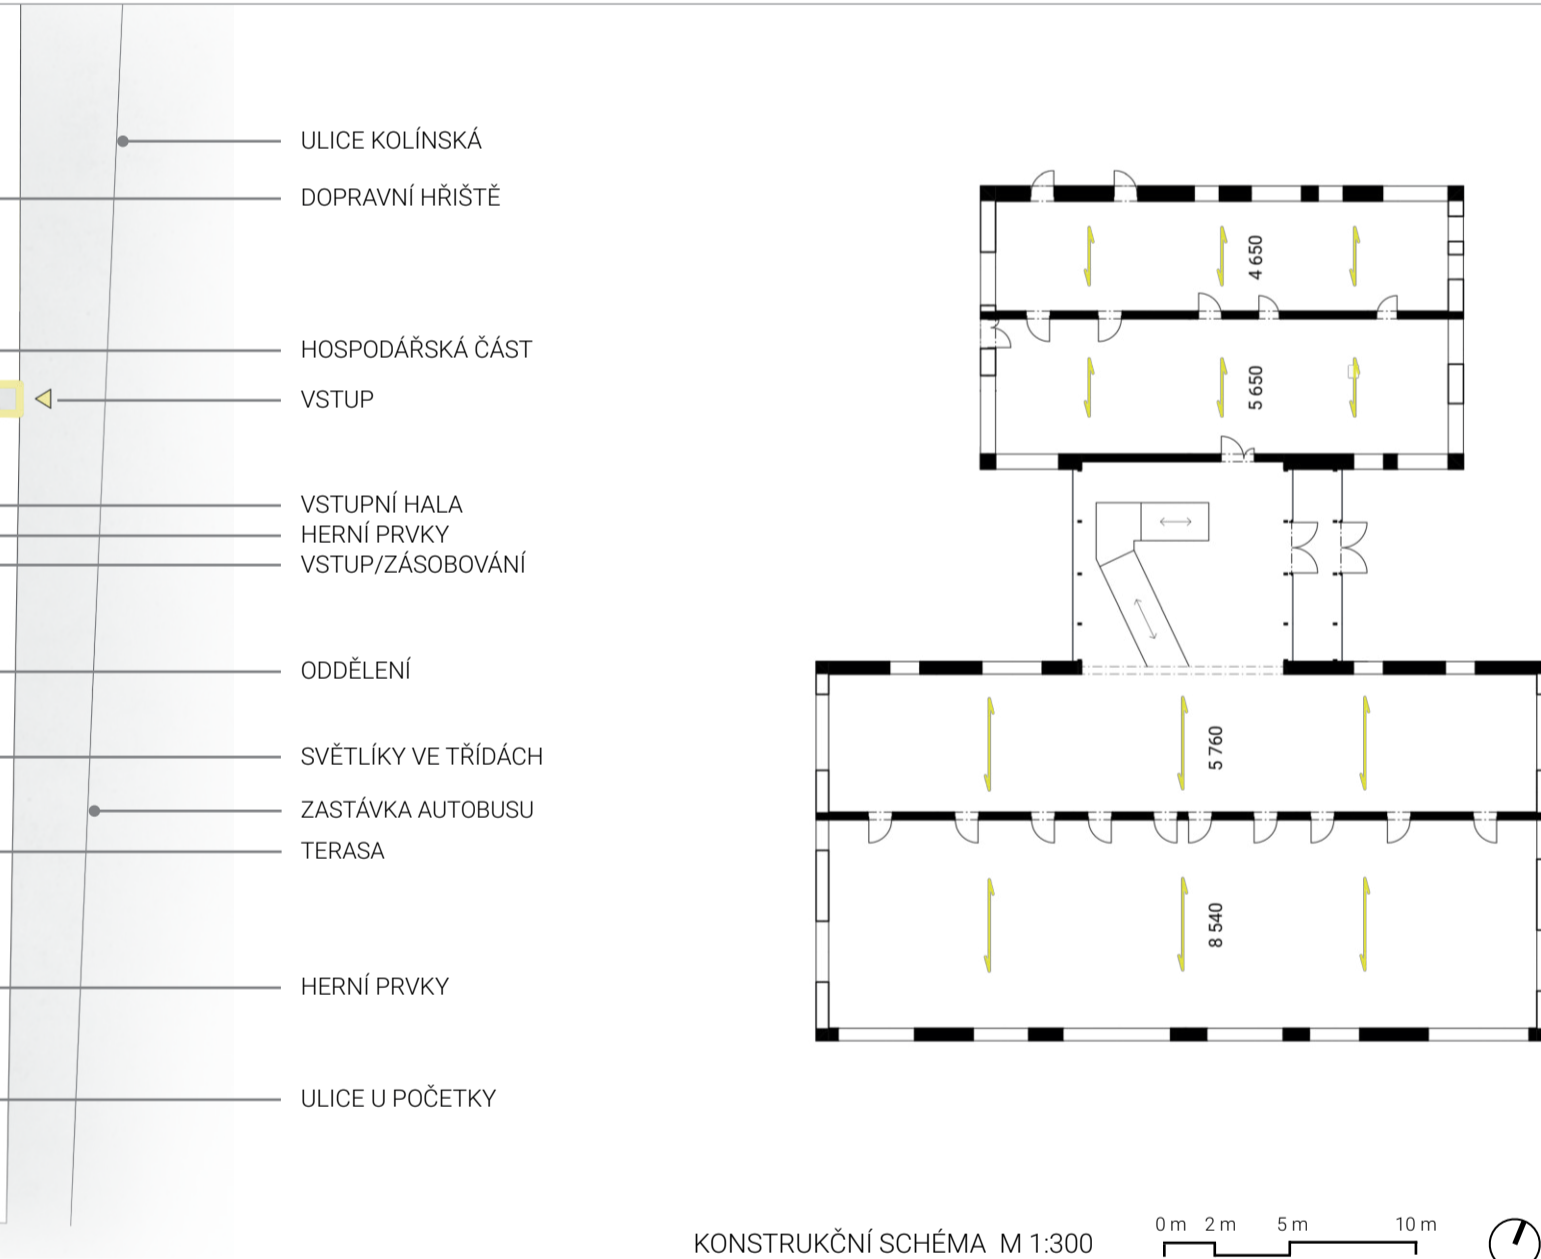 ULICE KOLÍNSKÁ
DOPRAVNÍ HŘIŠTĚ
HOSPODÁŘSKÁ ČÁST
VSTUP
VSTUPNÍ HALA
HERNÍ PRVKY
VSTUP/ZÁSOBOVÁNÍ
ODDĚLENÍ
SVĚTLÍKY VE TŘÍDÁCH
ZASTÁVKA AUTOBUSU
TERASA
HERNÍ PRVKY
ULICE U POČETKY
4 650
5 650
5 760
8 540
KONSTRUKČNÍ SCHÉMA M 1:300
0 m 2 m 5 m 10 m